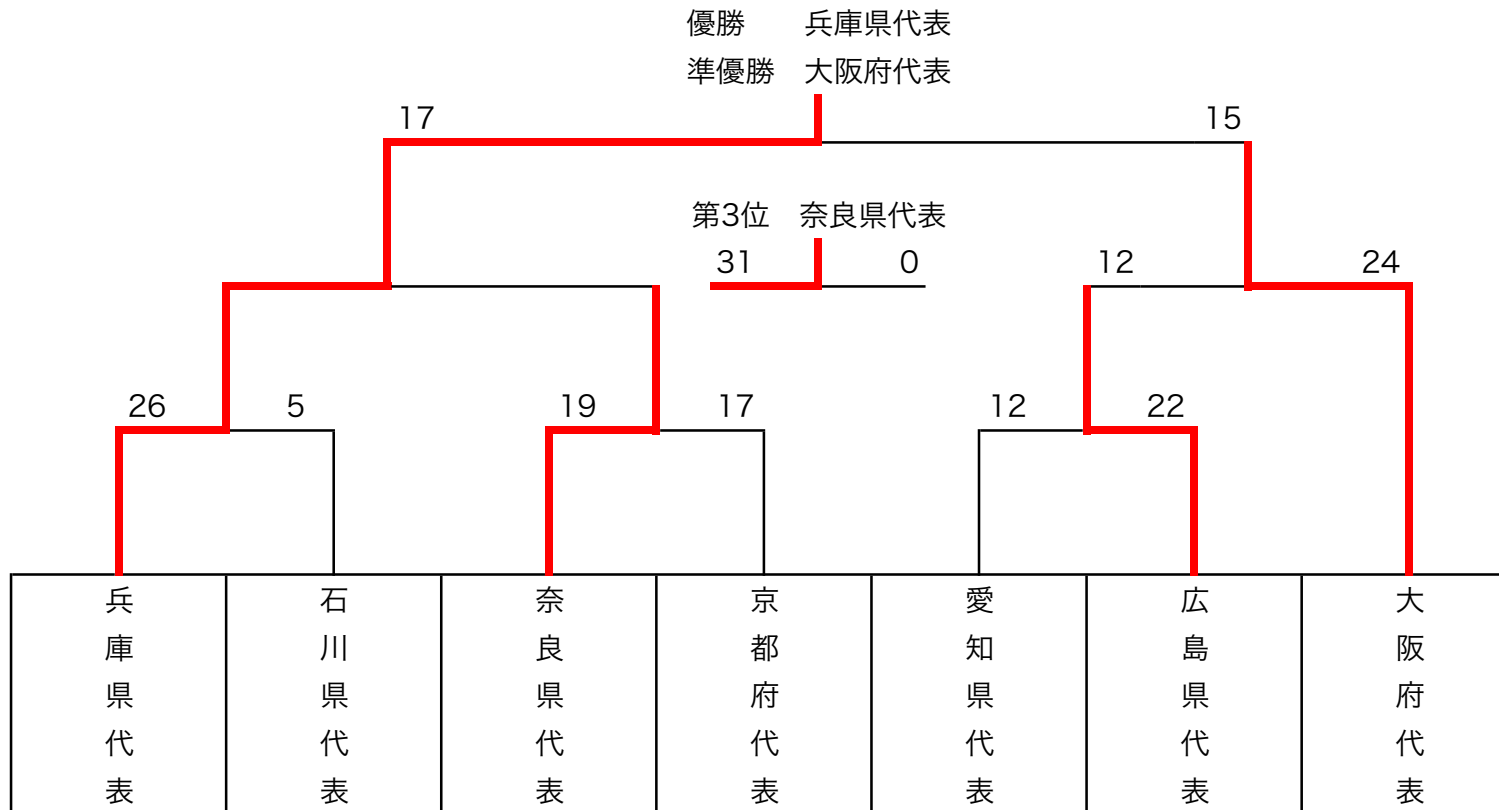 優勝　兵庫県代表
準優勝　大阪府代表
17　15
第3位　奈良県代表
31　0　12　24
26　5　19　17　12　22
兵庫県代表
石川県代表
奈良県代表
京都府代表
愛知県代表
広島県代表
大阪府代表